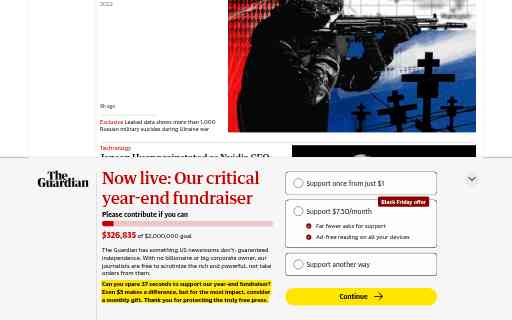 2022
9h ago
Exclusive Leaked data shows more than 1,000
Russian military suicides during Ukraine war
Technology
The
Guardian
Now live: Our critical
year-end fundraiser
Please contribute if you can
$326,835 of $2,000,000 goal
The Guardian has something US newsrooms don't - guaranteed
independence. With no billionaire or big corporate owner, our
journalists are free to scrutinize the rich and powerful, not take
orders from them.
Can you spare 37 seconds to support our year-end fundraiser?
Even $5 makes a difference, but for the most impact, consider
a monthly gift. Thank you for protecting the truly free press.
Support once from just $1
Black Friday offer
Support $7.50/month
Far fewer asks for support
Ad-free reading on all your devices
Support another way
Continue